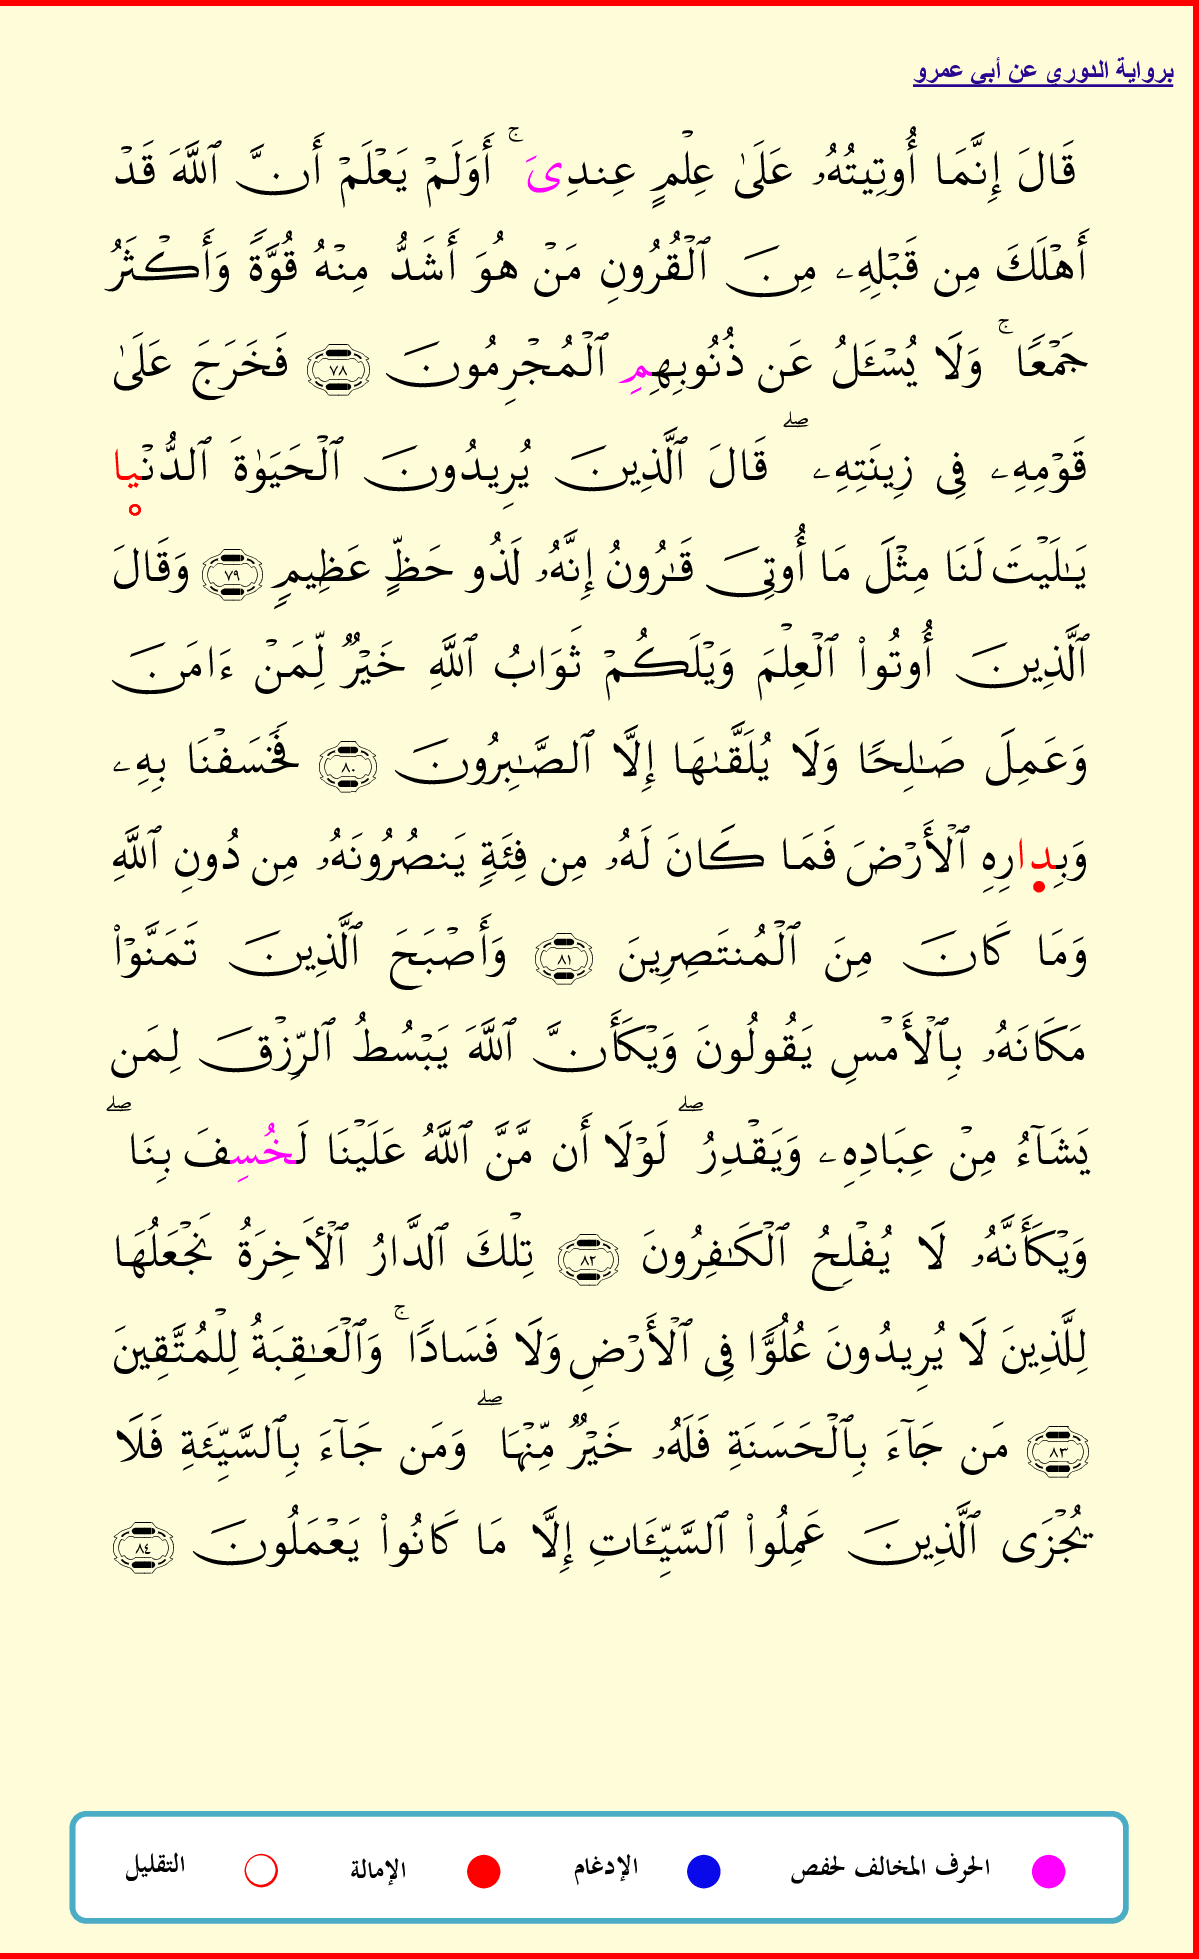 برواية الدوري عن أبي عمرو
قَالَ إِنَّمَا أُوتِيتُهُۥ عَلَىٰ عِلۡمٍ عِندِيَ ۚ أَوَلَمۡ يَعۡلَمۡ أَنَّ ٱللَّهَ قَدۡ
أَهۡلَكَ مِن قَبۡلِهِۦ مِنَ ٱلۡقُرُونِ مَنۡ هُوَ أَشَدُّ مِنۡهُ قُوَّةً وَأَكۡثَرُ
جَمۡعًا ۚ وَلَا يُسۡـَٔلُ عَن ذُنُوبِهِمِ ٱلۡمُجۡرِمُونَ ٧٨ فَخَرَجَ عَلَىٰ
قَوۡمِهِۦ فِى زِينَتِهِۦ ۖ قَالَ ٱلَّذِينَ يُرِيدُونَ ٱلۡحَيَوٰةَ ٱلدُّنۡيا
يَـٰلَيۡتَ لَنَا مِثۡلَ مَا أُوتِىَ قَـٰرُونُ إِنَّهُۥ لَذُو حَظٍّ عَظِيمٍ ٧٩ وَقَالَ
ٱلَّذِينَ أُوتُوا۟ ٱلۡعِلۡمَ وَيۡلَكُمۡ ثَوَابُ ٱللَّهِ خَيۡرٌ لِّمَنۡ ءَامَنَ
وَعَمِلَ صَـٰلِحًا وَلَا يُلَقَّىٰهَا إِلَّا ٱلصَّـٰبِرُونَ ٨٠ فَخَسَفۡنَا بِهِۦ
وَبِدِارِهِ ٱلۡأَرۡضَ فَمَا كَانَ لَهُۥ مِن فِئَةٍ يَنصُرُونَهُۥ مِن دُونِ ٱللَّهِ
وَمَا كَانَ مِنَ ٱلۡمُنتَصِرِينَ ٨١ وَأَصۡبَحَ ٱلَّذِينَ تَمَنَّوۡا۟
مَكَانَهُۥ بِٱلۡأَمۡسِ يَقُولُونَ وَيۡكَأَنَّ ٱللَّهَ يَبۡسُطُ ٱلرِّزۡقَ لِمَن
يَشَآءُ مِنۡ عِبَادِهِۦ وَيَقۡدِرُ ۖ لَوۡلَا أَن مَّنَّ ٱللَّهُ عَلَيۡنَا لَخُسِفَ بِنَا ۖ
وَيۡكَأَنَّهُۥ لَا يُفۡلِحُ ٱلۡكَـٰفِرُونَ ٨٢ تِلۡكَ ٱلدَّارُ ٱلۡأَخِرَةُ نَجۡعَلُهَا
لِلَّذِينَ لَا يُرِيدُونَ عُلُوًّا فِى ٱلۡأَرۡضِ وَلَا فَسَادًا ۚ وَٱلۡعَـٰقِبَةُ لِلۡمُتَّقِينَ
٨٣ مَن جَآءَ بِٱلۡحَسَنَةِ فَلَهُۥ خَيۡرٌ مِّنۡهَا ۖ وَمَن جَآءَ بِٱلسَّيِّئَةِ فَلَا
يُجۡزَى ٱلَّذِينَ عَمِلُوا۟ ٱلسَّيِّـَٔاتِ إِلَّا مَا كَانُوا۟ يَعۡمَلُونَ ٨٤
الحرف المخالف لحفص الإدغام الإمالة التقليل